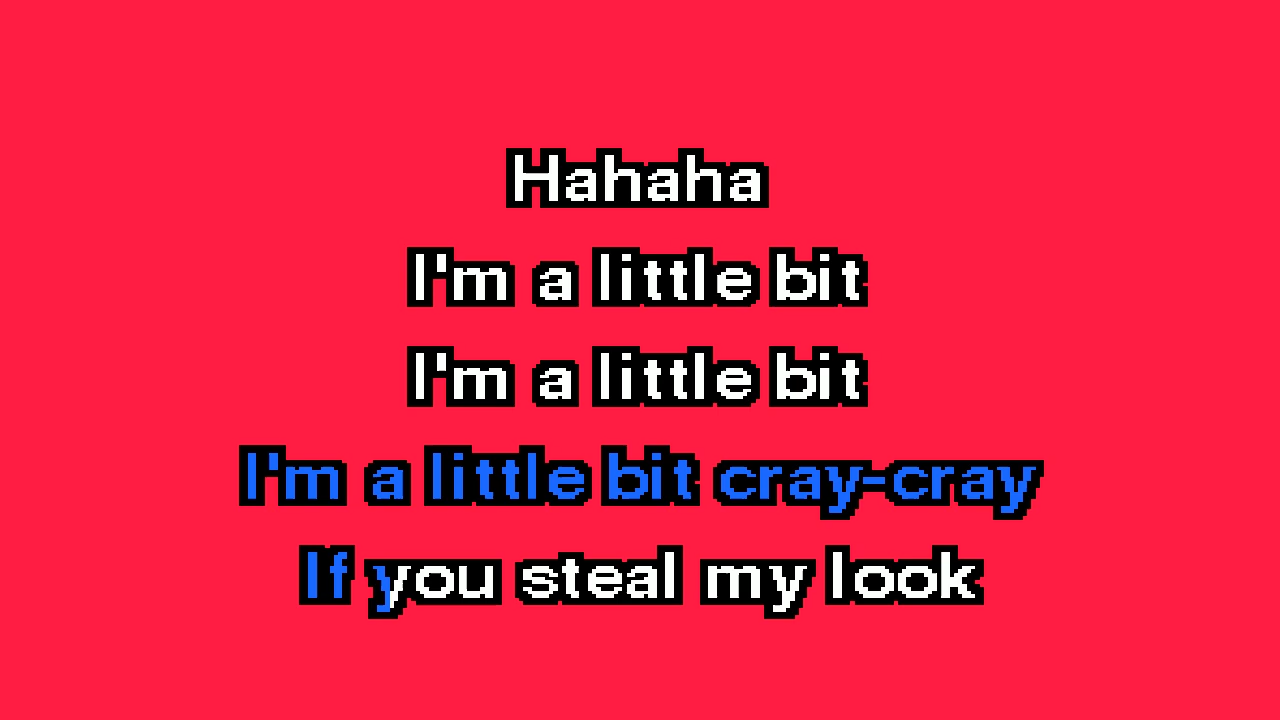 Hahaha
I'm a little bit
I'm a little bit
I'm a little bit cray-cray
If you steal my look